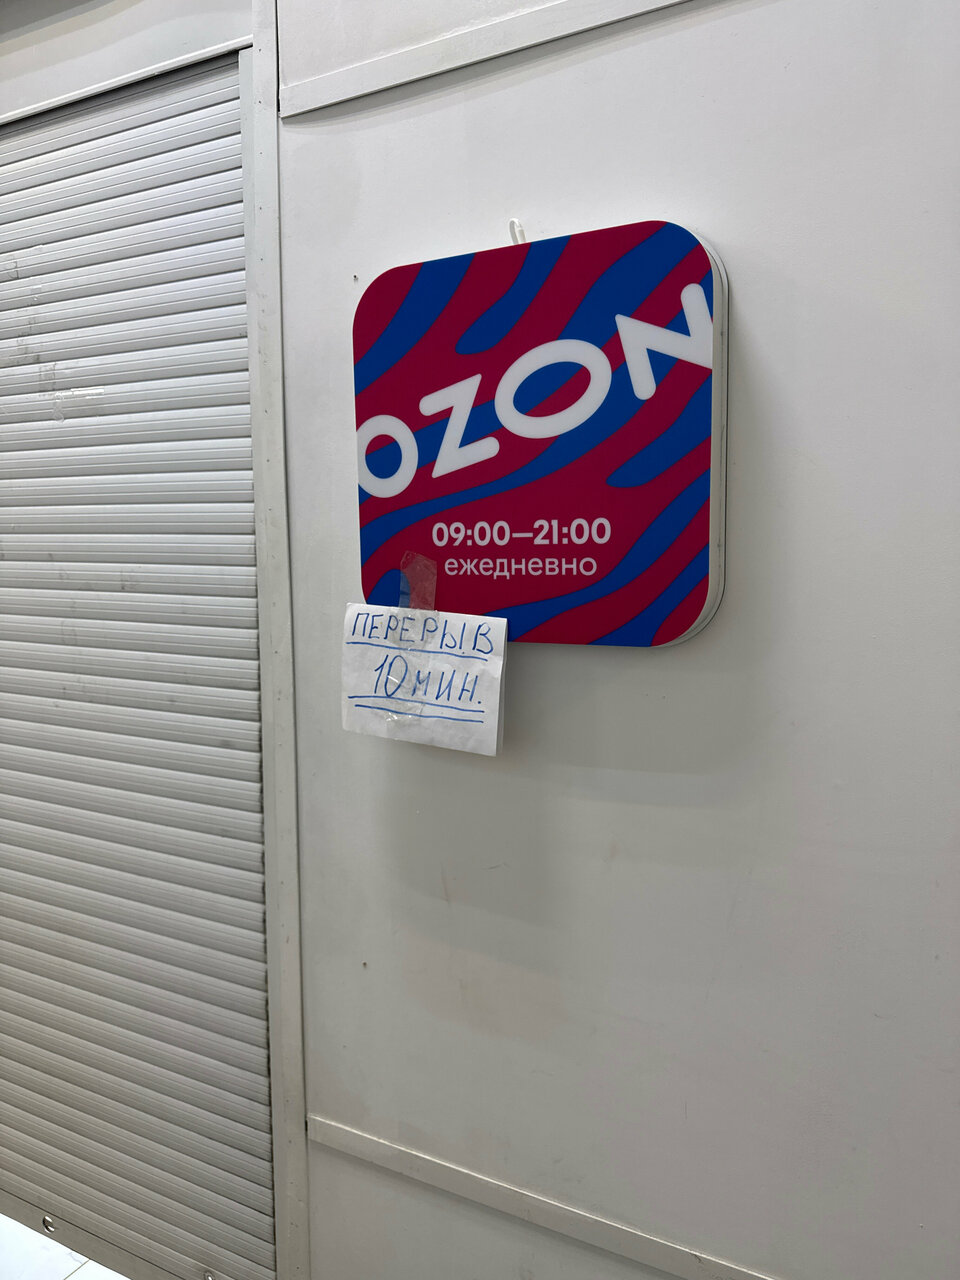 OZON
09:00—21:00
ежедневно
ПЕРЕРЫВ
10 МИН.